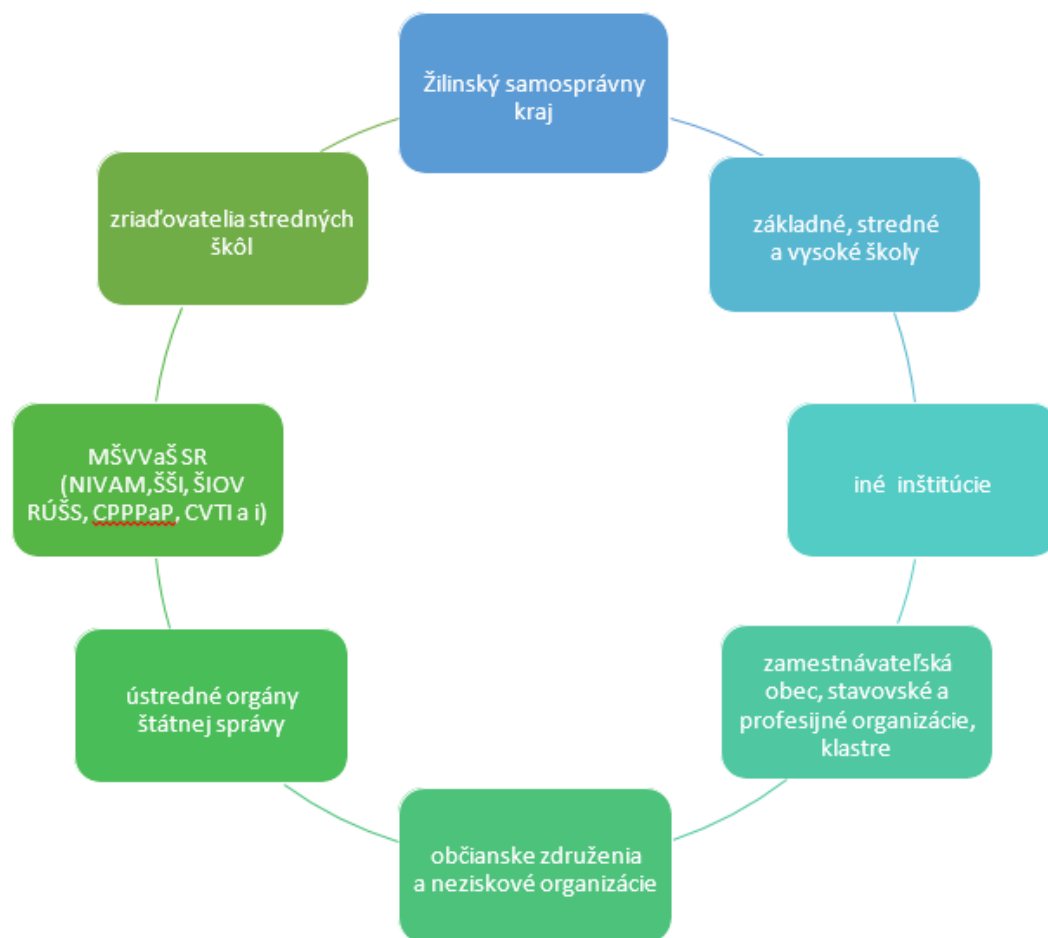 Žilinský samosprávny
kraj
základné, stredné
a vysoké školy
iné  inštitúcie
zamestnávateľská
obec, stavovské a
profesijné organizácie,
klastre
občianske združenia
a neziskové organizácie
ústredné orgány
štátnej správy
MŠVVaŠ SR
(NIVAM,ŠŠI, ŠIOV
RÚŠS, CPPPaP, CVTI a i)
zriaďovatelia stredných
škôl